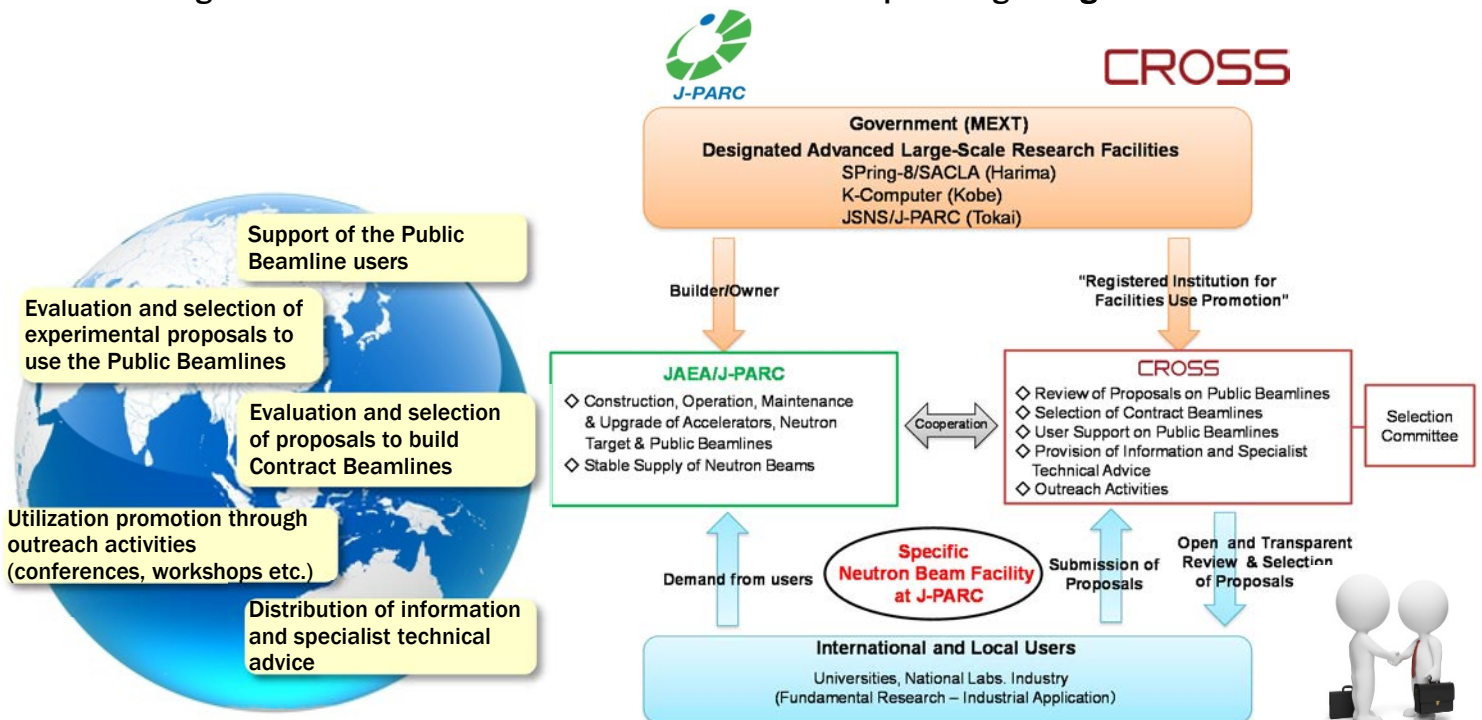 J-PARC
CROSS
Government (MEXT)
Designated Advanced Large-Scale Research Facilities
SPring-8/SACLA (Harima)
K-Computer (Kobe)
JSNS/J-PARC (Tokai)
Support of the Public
Beamline users
Evaluation and selection of
experimental proposals to
use the Public Beamlines
Evaluation and selection
of proposals to build
Contract Beamlines
Utilization promotion through
outreach activities
(conferences, workshops etc.)
Distribution of information
and specialist technical
advice
Builder/Owner
"Registered Institution for
Facilities Use Promotion"
JAEA/J-PARC
◇ Construction, Operation, Maintenance
& Upgrade of Accelerators, Neutron
Target & Public Beamlines
◇ Stable Supply of Neutron Beams
Cooperation
CROSS
◇ Review of Proposals on Public Beamlines
◇ Selection of Contract Beamlines
◇ User Support on Public Beamlines
◇ Provision of Information and Specialist
Technical Advice
◇ Outreach Activities
Selection
Committee
Demand from users
Specific
Neutron Beam Facility
at J-PARC
Submission of
Proposals
Open and Transparent
Review & Selection
of Proposals
International and Local Users
Universities, National Labs. Industry
(Fundamental Research – Industrial Application)